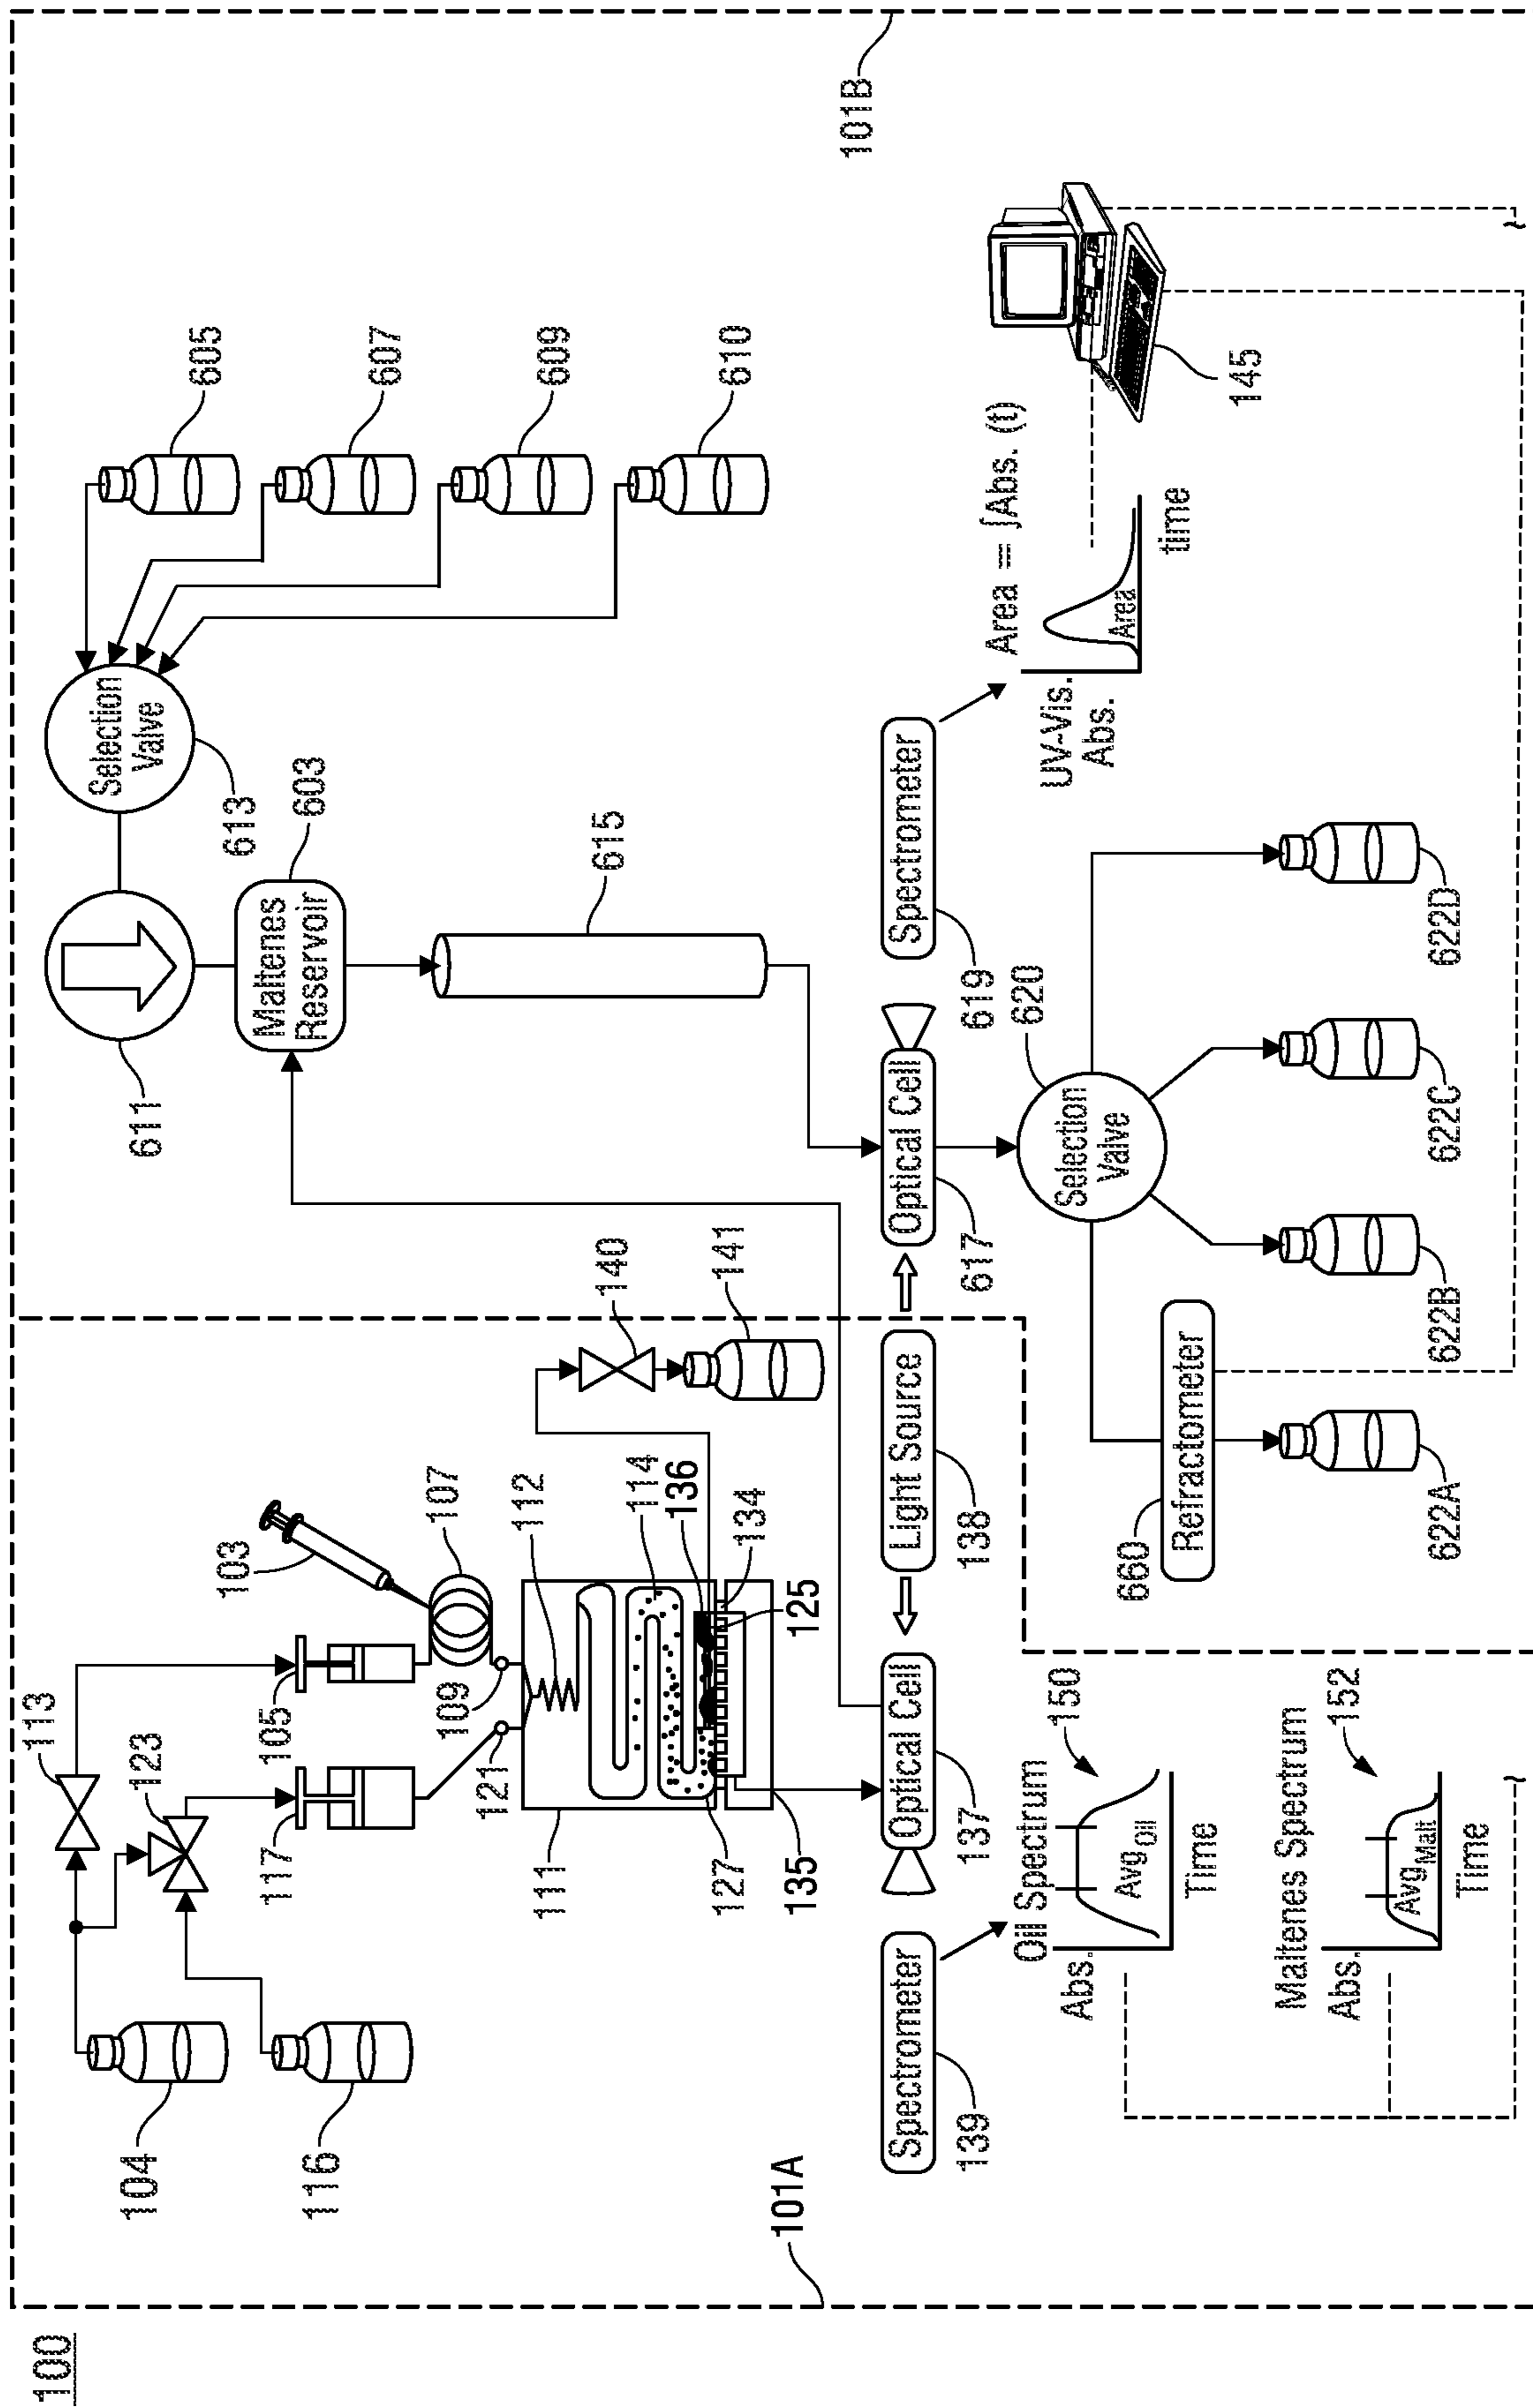 100
101A
101B
104
116
113
123
117
105
103
107
121
109
111
112
114
136
134
125
127
135
140
141
Optical Cell
137
Light Source
138
Spectrometer
139
Oil Spectrum
150
Abs.
Avg Oil
Time
Maltenes Spectrum
152
Abs.
Avg Malt
Time
611
Selection
Valve
613
605
607
609
610
Maltenes
Reservoir
603
615
Optical Cell
617
Spectrometer
619
Area = ∫Abs. (t)
UV-Vis.
Abs.
Area
time
145
Selection
Valve
620
Refractometer
660
622A
622B
622C
622D